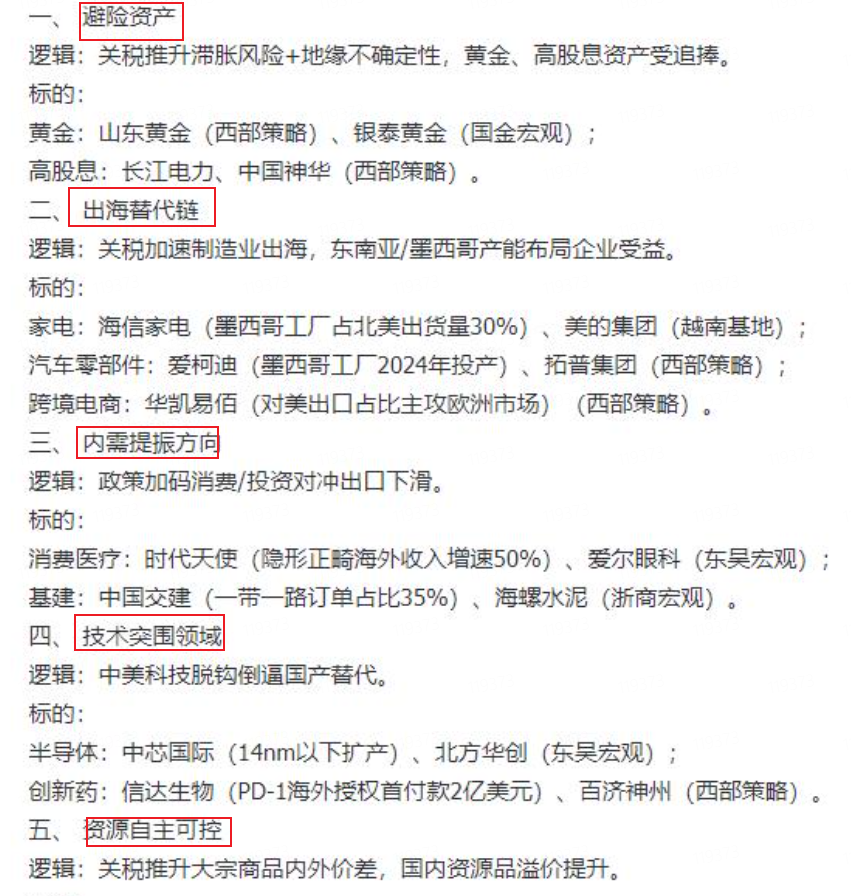 一、 避险资产
逻辑：关税推升滞胀风险+地缘不确定性，黄金、高股息资产受追捧。
标的：
黄金：山东黄金（西部策略）、银泰黄金（国金宏观）；
高股息：长江电力、中国神华（西部策略）。
二、 出海替代链
逻辑：关税加速制造业出海，东南亚/墨西哥产能布局企业受益。
标的：
家电：海信家电（墨西哥工厂占北美出货量30%）、美的集团（越南基地）；
汽车零部件：爱柯迪（墨西哥工厂2024年投产）、拓普集团（西部策略）；
跨境电商：华凯易佰（对美出口占比主攻欧洲市场）（西部策略）。
三、 内需提振方向
逻辑：政策加码消费/投资对冲出口下滑。
标的：
消费医疗：时代天使（隐形正畸海外收入增速50%）、爱尔眼科（东吴宏观）；
基建：中国交建（一带一路订单占比35%）、海螺水泥（浙商宏观）。
四、 技术突围领域
逻辑：中美科技脱钩倒逼国产替代。
标的：
半导体：中芯国际（14nm以下扩产）、北方华创（东吴宏观）；
创新药：信达生物（PD-1海外授权首付款2亿美元）、百济神州（西部策略）。
五、 资源自主可控
逻辑：关税推升大宗商品内外价差，国内资源品溢价提升。